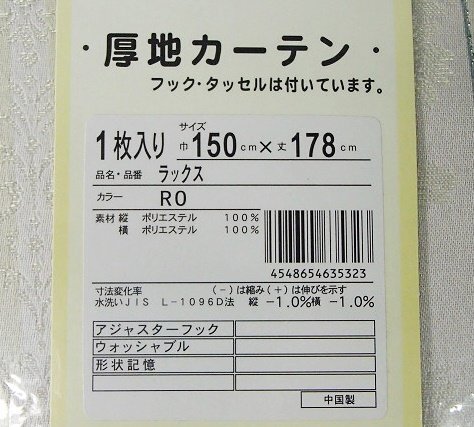 ・厚地カーテン・
フック・タッセルは付いています。
1枚入り サイズ 巾150cm×丈178cm
品名・品番 ラックス
カラー RO
素材 縦 ポリエステル 100%
横 ポリエステル 100%
4548654635323
寸法変化率 (-)は縮み(+)は伸びを示す
水洗いJIS L-1096D法 縦 -1.0%横 -1.0%
アジャスターフック
ウォッシャブル
形状記憶
中国製